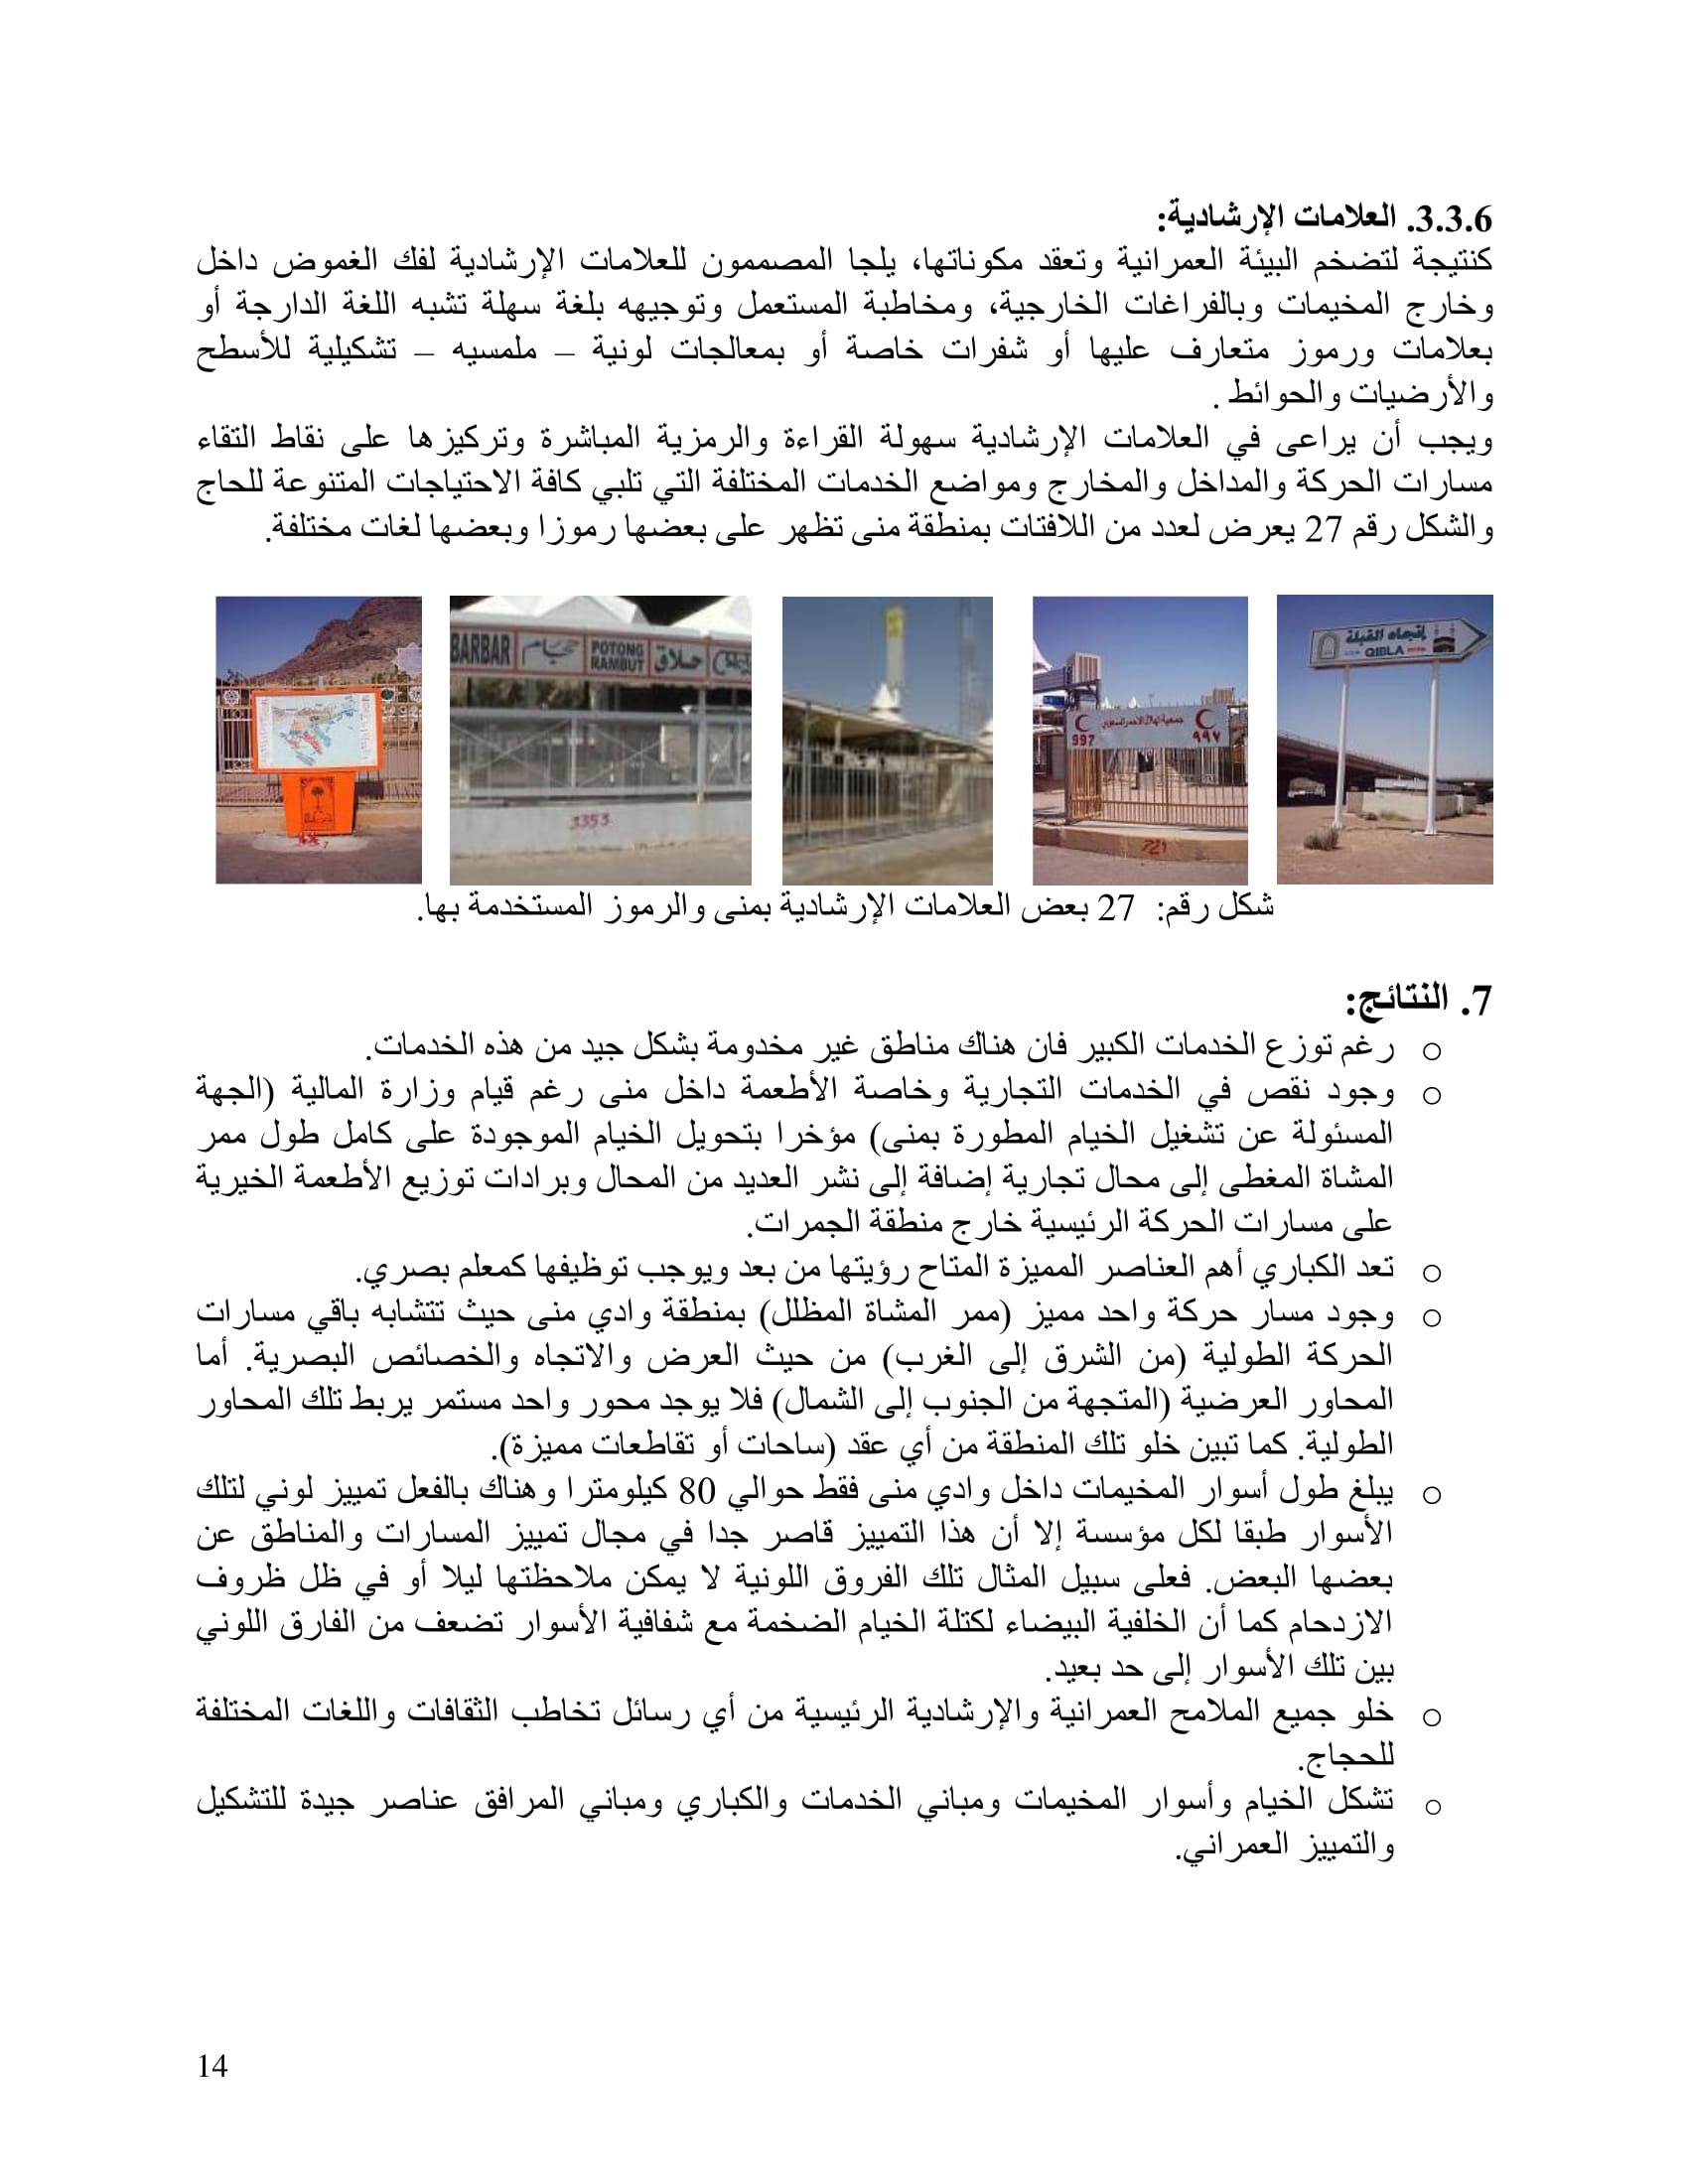 3.3.6. العلامات الإرشادية:
كنتيجة لتضخم البيئة العمرانية وتعقد مكوناتها، يلجا المصممون للعلامات الإرشادية لفك الغموض داخل
وخارج المخيمات وبالفراغات الخارجية، ومخاطبة المستعمل وتوجيهه بلغة سهلة تشبه اللغة الدارجة أو
بعلامات ورموز متعارف عليها أو شفرات خاصة أو بمعالجات لونية – ملمسيه – تشكيلية للأسطح
والأرضيات والحوائط .
ويجب أن يراعى في العلامات الإرشادية سهولة القراءة والرمزية المباشرة وتركيزها على نقاط التقاء
مسارات الحركة والمداخل والمخارج ومواضع الخدمات المختلفة التي تلبي كافة الاحتياجات المتنوعة للحاج
والشكل رقم 27 يعرض لعدد من اللافتات بمنطقة منى تظهر على بعضها رموزا وبعضها لغات مختلفة.
إتجاه القبلة
QIBLA
جمعية الهلال الاحمر السعودي
997 ٩٩٧
721
حلاق
POTONG
RAMBUT
حجام
BARBAR
3353
شكل رقم: 27 بعض العلامات الإرشادية بمنى والرموز المستخدمة بها.
7. النتائج:
○ رغم توزع الخدمات الكبير فان هناك مناطق غير مخدومة بشكل جيد من هذه الخدمات.
○ وجود نقص في الخدمات التجارية وخاصة الأطعمة داخل منى رغم قيام وزارة المالية (الجهة
المسئولة عن تشغيل الخيام المطورة بمنى) مؤخرا بتحويل الخيام الموجودة على كامل طول ممر
المشاة المغطى إلى محال تجارية إضافة إلى نشر العديد من المحال وبرادات توزيع الأطعمة الخيرية
على مسارات الحركة الرئيسية خارج منطقة الجمرات.
○ تعد الكباري أهم العناصر المميزة المتاح رؤيتها من بعد ويوجب توظيفها كمعلم بصري.
○ وجود مسار حركة واحد مميز (ممر المشاة المظلل) بمنطقة وادي منى حيث تتشابه باقي مسارات
الحركة الطولية (من الشرق إلى الغرب) من حيث العرض والاتجاه والخصائص البصرية. أما
المحاور العرضية (المتجهة من الجنوب إلى الشمال) فلا يوجد محور واحد مستمر يربط تلك المحاور
الطولية. كما تبين خلو تلك المنطقة من أي عقد (ساحات أو تقاطعات مميزة).
○ يبلغ طول أسوار المخيمات داخل وادي منى فقط حوالي 80 كيلومترا وهناك بالفعل تمييز لوني لتلك
الأسوار طبقا لكل مؤسسة إلا أن هذا التمييز قاصر جدا في مجال تمييز المسارات والمناطق عن
بعضها البعض. فعلى سبيل المثال تلك الفروق اللونية لا يمكن ملاحظتها ليلا أو في ظل ظروف
الازدحام كما أن الخلفية البيضاء لكتلة الخيام الضخمة مع شفافية الأسوار تضعف من الفارق اللوني
بين تلك الأسوار إلى حد بعيد.
○ خلو جميع الملامح العمرانية والإرشادية الرئيسية من أي رسائل تخاطب الثقافات واللغات المختلفة
للحجاج.
○ تشكل الخيام وأسوار المخيمات ومباني الخدمات والكباري ومباني المرافق عناصر جيدة للتشكيل
والتمييز العمراني.
14